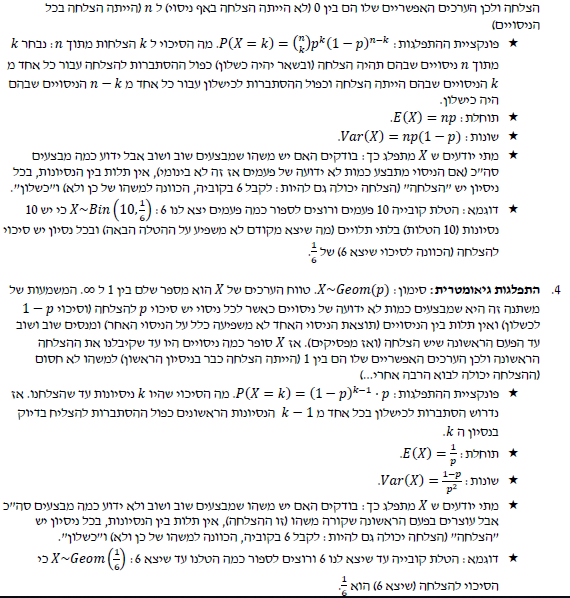 הצלחה ולכן הערכים האפשריים שלו הם בין 0 (לא הייתה הצלחה באף ניסוי) ל n (הייתה הצלחה בכל
הניסויים)
★ פונקציית ההתפלגות: P(X = k) = (n k) p^k (1 − p)^{n−k}. מה הסיכוי ל k הצלחות מתוך n: נבחר k
מתוך n ניסויים שבהם תהיה הצלחה (ובשאר יהיה כשלון) כפול ההסתברות להצלחה עבור כל אחד מ
k הניסויים שבהם הייתה הצלחה וכפול ההסתברות לכישלון עבור כל אחד מ n − k הניסויים שבהם
היה כישלון.
★ תוחלת: E(X) = np.
★ שונות: Var(X) = np(1 − p).
★ מתי יודעים ש X מתפלג כך: בודקים האם יש משהו שמבצעים שוב ושוב אבל ידוע כמה מבצעים
סה"כ (אם הניסוי מתבצע כמות לא ידועה של פעמים אז זה לא בינומי), אין תלות בין הנסיונות, בכל
ניסיון יש "הצלחה" (הצלחה יכולה גם להיות: לקבל 6 בקוביה, הכוונה למשהו של כן ולא) ו"כשלון".
★ דוגמא: הטלת קובייה 10 פעמים ורוצים לספור כמה פעמים יצא לנו 6: X~Bin(10, 1/6) כי יש 10
נסיונות (10 הטלות) בלתי תלויים (מה שיצא מקודם לא משפיע על ההטלה הבאה) ובכל נסיון יש סיכוי
להצלחה (הכוונה לסיכוי שיצא 6) של 1/6.
4. התפלגות גיאומטרית: סימון: X~Geom(p). טווח הערכים של X הוא מספר שלם בין 1 ל ∞. המשמעות של
משתנה זה היא שמבצעים כמות לא ידועה של ניסויים כאשר לכל ניסוי יש סיכוי p להצלחה (וסיכוי 1 − p
לכשלון) ואין תלות בין הניסויים (תוצאת הניסוי האחד לא משפיעה כלל על הניסוי האחר) ומנסים שוב ושוב
עד הפעם הראשונה שיש הצלחה (ואז מפסיקים). אז X סופר כמה ניסויים היו עד שקיבלנו את ההצלחה
הראשונה ולכן הערכים האפשריים שלו הם בין 1 (הייתה הצלחה כבר בניסיון הראשון) למשהו לא חסום
(ההצלחה יכולה לבוא הרבה אחרי...)
★ פונקציית ההתפלגות: P(X = k) = (1 − p)^{k−1} · p. מה הסיכוי שהיו k ניסיונות עד שהצלחנו. אז
נדרוש הסתברות לכישלון בכל אחד מ k − 1 הנסיונות הראשונים כפול ההסתברות להצליח בדיוק
בנסיון ה k.
★ תוחלת: E(X) = 1/p.
★ שונות: Var(X) = (1−p)/p².
★ מתי יודעים ש X מתפלג כך: בודקים האם יש משהו שמבצעים שוב ושוב ולא ידוע כמה מבצעים סה"כ
אבל עוצרים בפעם הראשונה שקורה משהו (זו ההצלחה), אין תלות בין הנסיונות, בכל ניסיון יש
"הצלחה" (הצלחה יכולה גם להיות: לקבל 6 בקוביה, הכוונה למשהו של כן ולא) ו"כשלון".
★ דוגמא: הטלת קובייה עד שיצא לנו 6 ורוצים לספור כמה הטלנו עד שיצא 6: X~Geom(1/6) כי
הסיכוי להצלחה (שיצא 6) הוא 1/6.